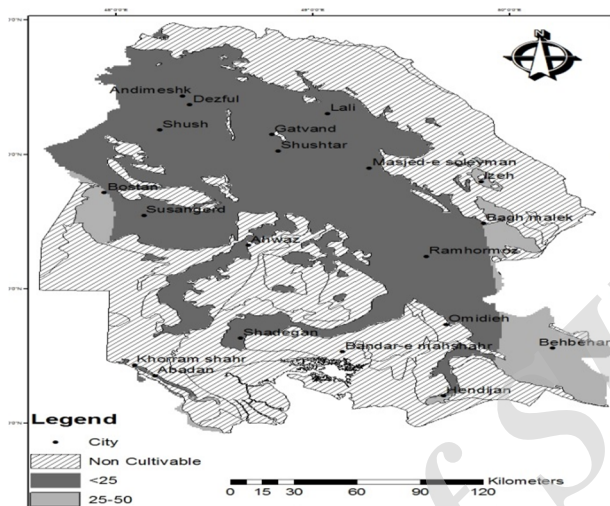 N
Andimeshk
Dezful
Lali
Shush
Gatvand
Shushtar
Masjed-e soleyman
Izeh
Bostan
Susangerd
Bagh malek
Ahwaz
Ramhormoz
Omidieh
Shadegan
Bandar-e mahshahr
Behbehan
Khorram shahr
Abadan
Hendijan
Legend
City
Non Cultivable
<25
25-50
Kilometers
0 15 30 60 90 120